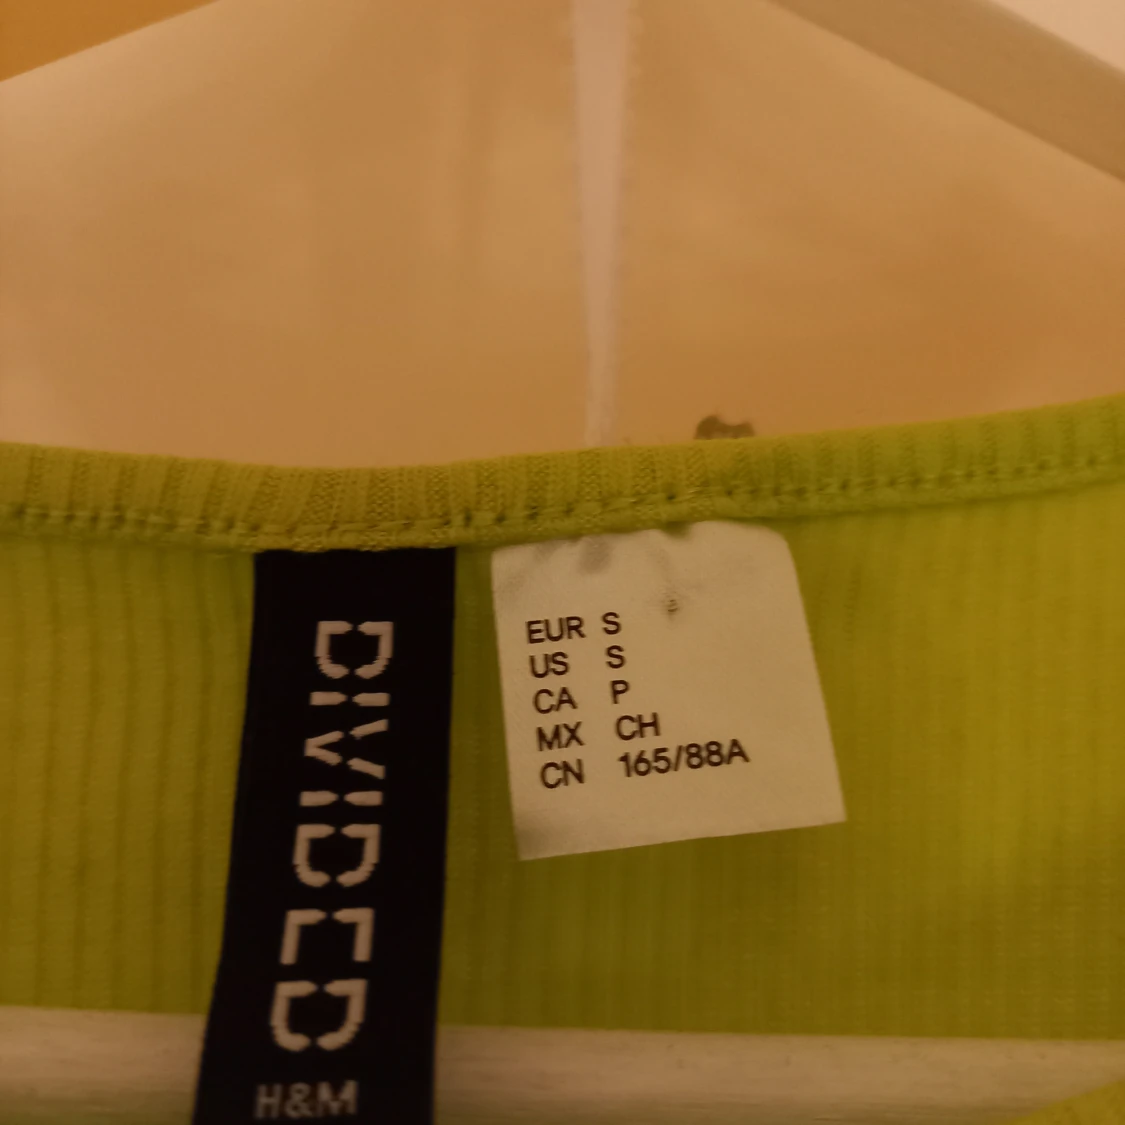 DIVIDED
H&M
EUR S
US S
CA P
MX CH
CN 165/88A